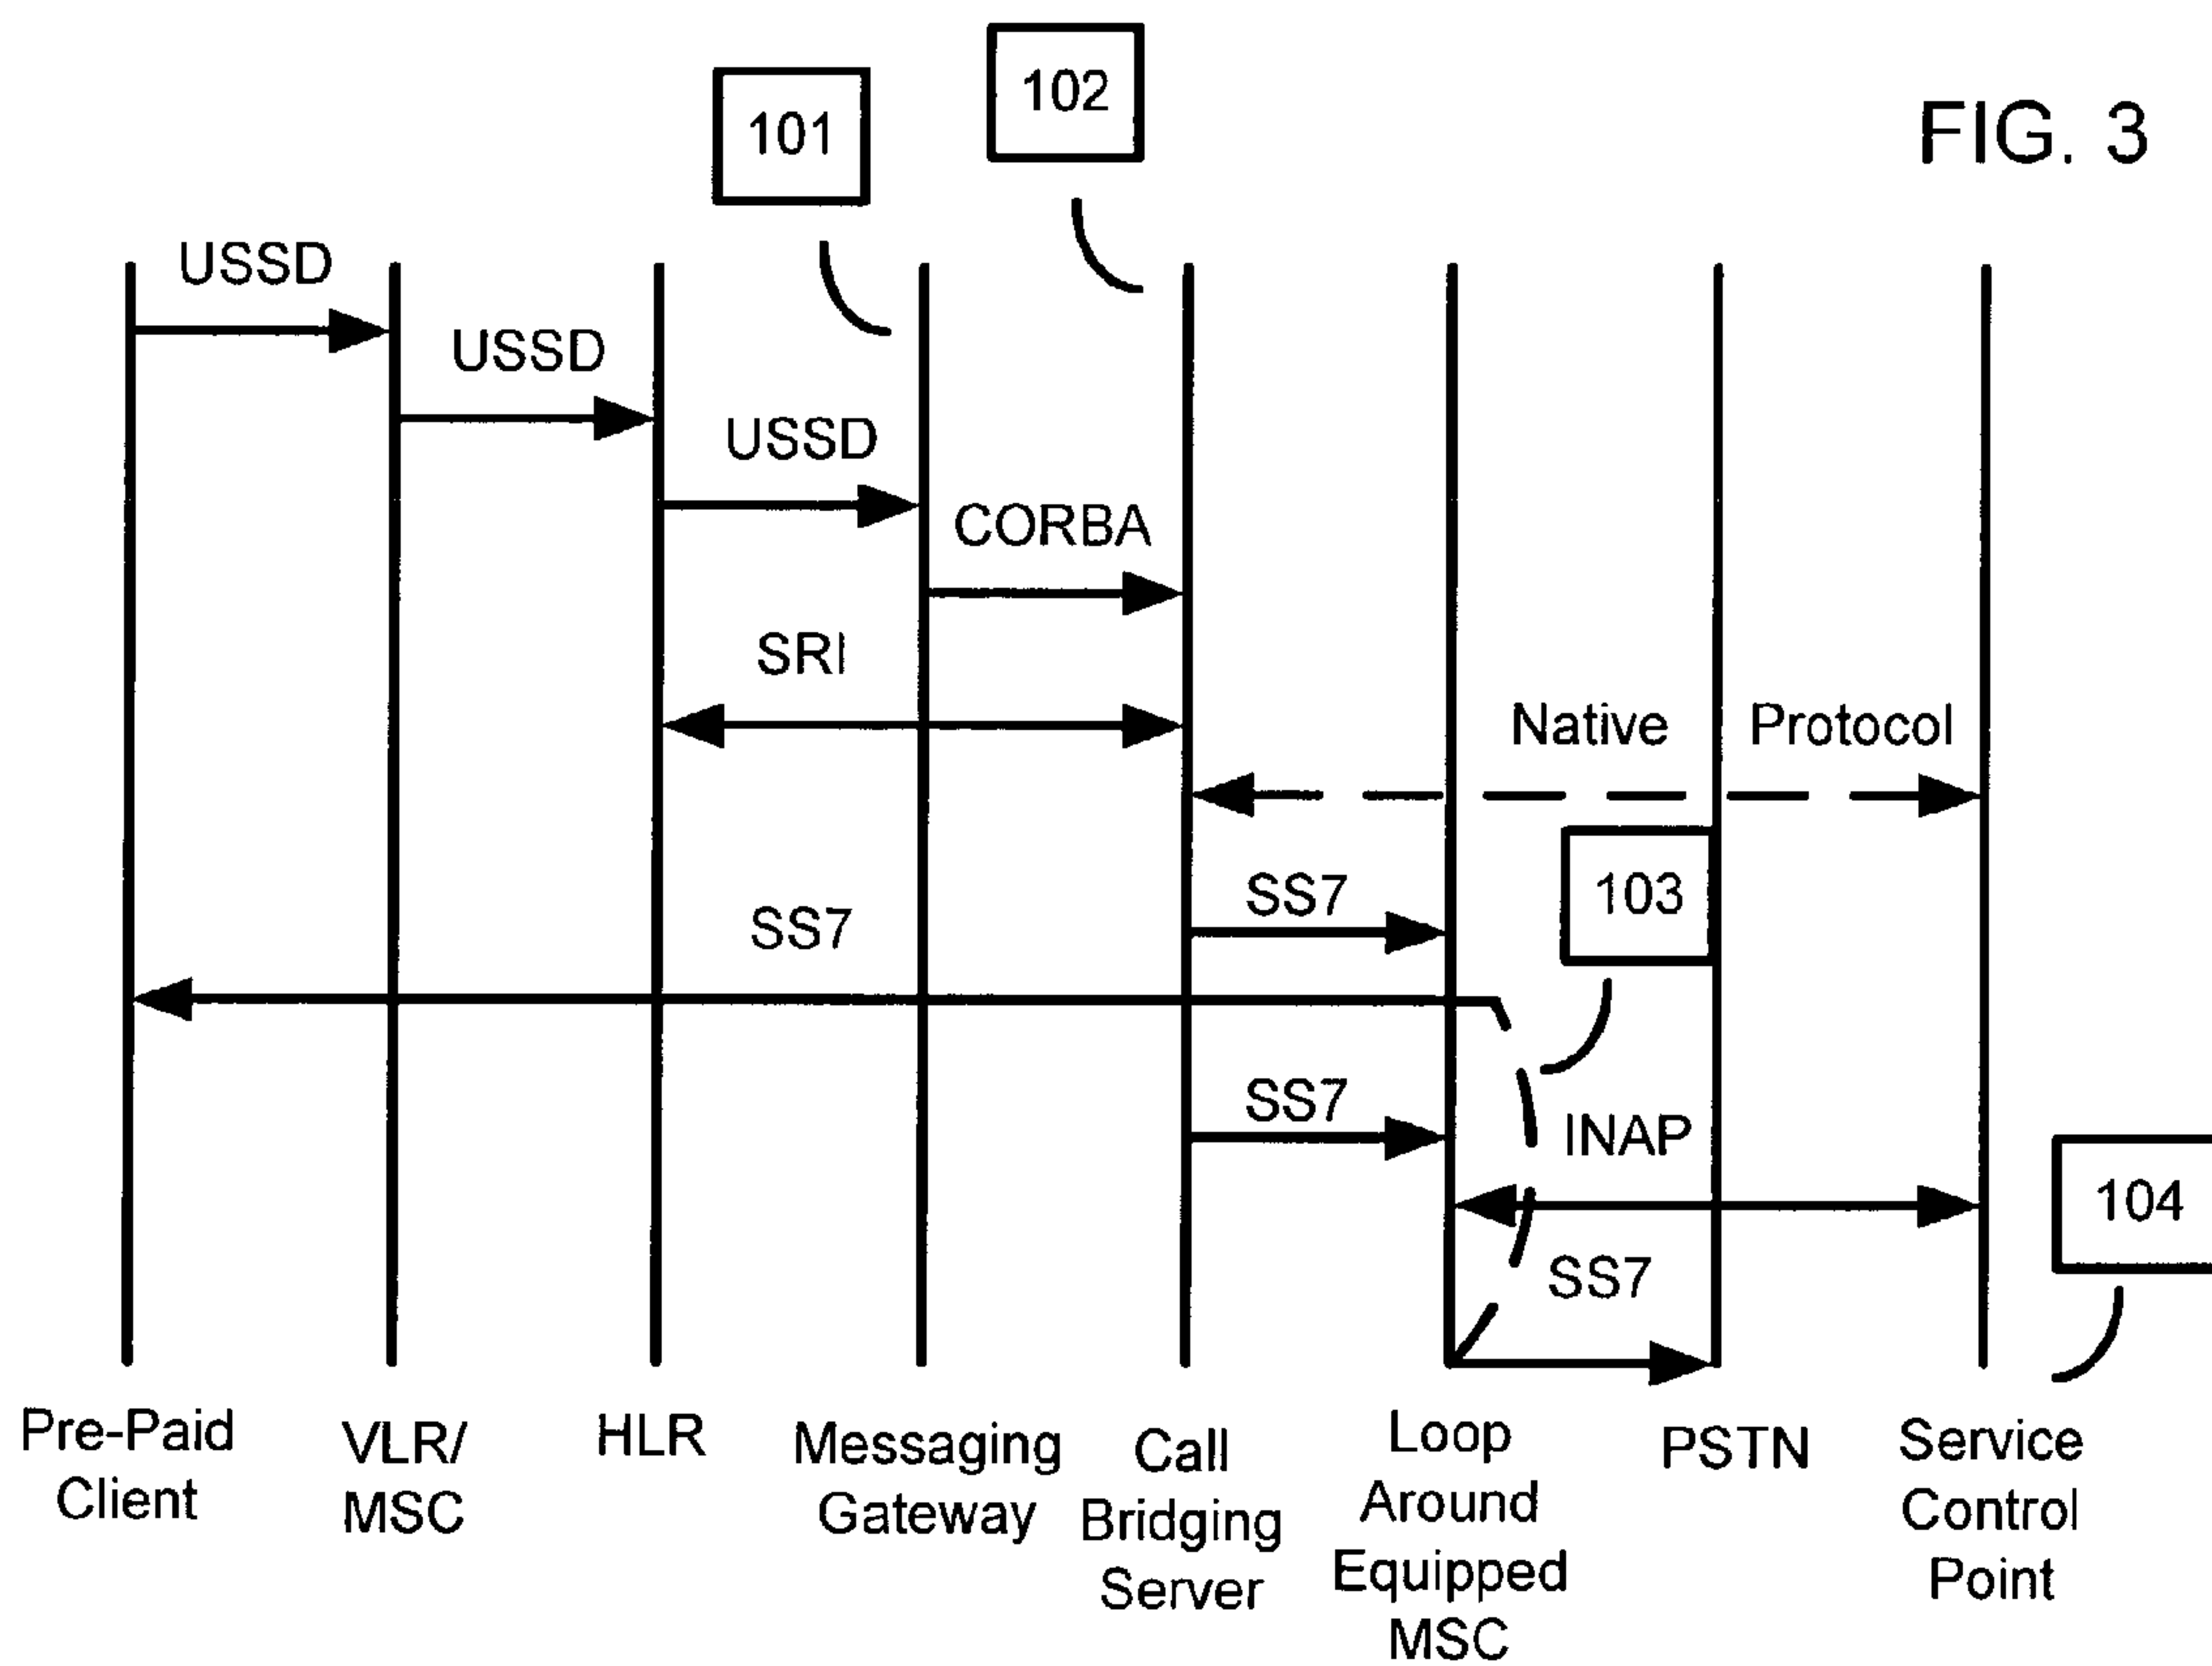 102
101
FIG. 3
USSD
USSD
USSD
CORBA
SRI
Native Protocol
SS7
103
SS7
SS7
INAP
104
SS7
Pre-Paid
Client
VLR/
MSC
HLR
Messaging
Gateway
Call
Bridging
Server
Loop
Around
Equipped
MSC
PSTN
Service
Control
Point